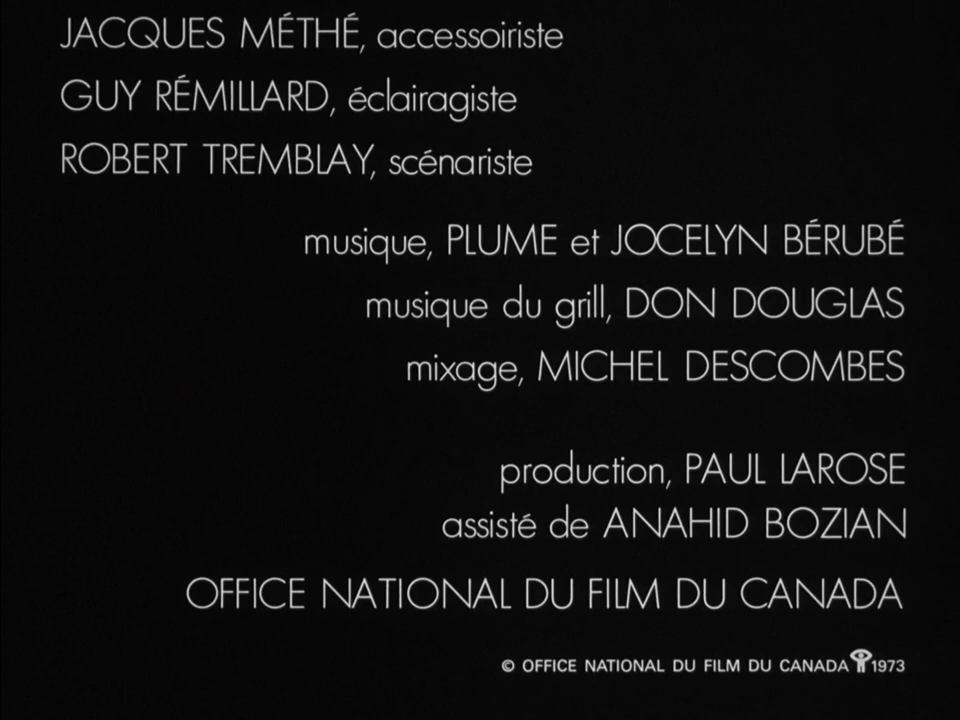 JACQUES MÉTHÉ, accessoiriste
GUY RÉMILLARD, éclairagiste
ROBERT TREMBLAY, scénariste
musique, PLUME et JOCELYN BÉRUBÉ
musique du grill, DON DOUGLAS
mixage, MICHEL DESCOMBES
production, PAUL LAROSE
assisté de ANAHID BOZIAN
OFFICE NATIONAL DU FILM DU CANADA
© OFFICE NATIONAL DU FILM DU CANADA 1973